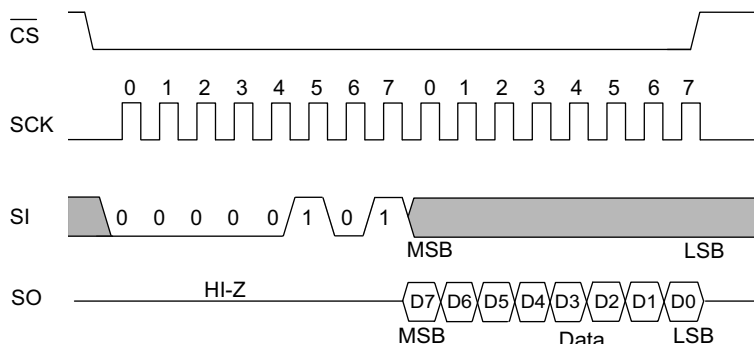 CS
0 1 2 3 4 5 6 7 0 1 2 3 4 5 6 7
SCK
SI 0 0 0 0 0 1 0 1
MSB LSB
HI-Z
SO D7 D6 D5 D4 D3 D2 D1 D0
MSB Data LSB